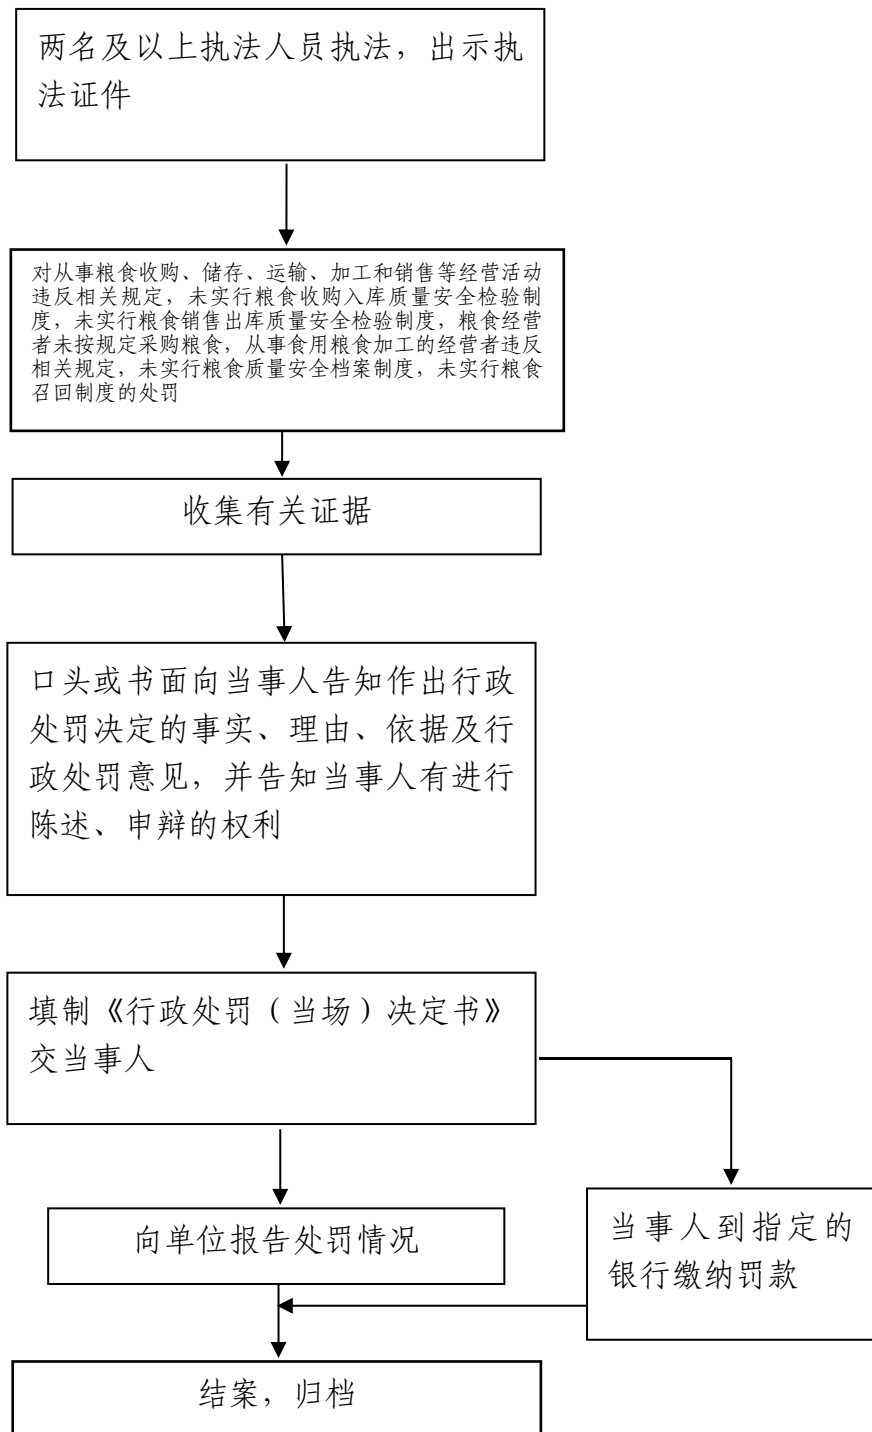 两名及以上执法人员执法，出示执
法证件
对从事粮食收购、储存、运输、加工和销售等经营活动
违反相关规定，未实行粮食收购入库质量安全检验制
度，未实行粮食销售出库质量安全检验制度，粮食经营
者未按规定采购粮食，从事食用粮食加工的经营者违反
相关规定，未实行粮食质量安全档案制度，未实行粮食
召回制度的处罚
收集有关证据
口头或书面向当事人告知作出行政
处罚决定的事实、理由、依据及行
政处罚意见，并告知当事人有进行
陈述、申辩的权利
填制《行政处罚（当场）决定书》
交当事人
向单位报告处罚情况
当事人到指定的
银行缴纳罚款
结案，归档